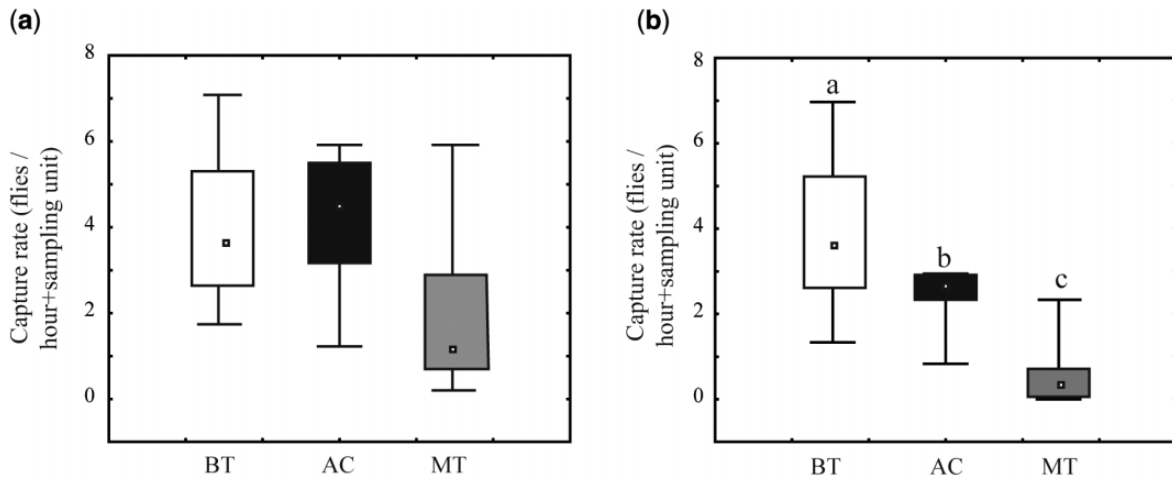 (a)
Capture rate (flies /
hour+sampling unit)
8
6
4
2
0
BT AC MT
(b)
Capture rate (flies /
hour+sampling unit)
8
6
4
2
0
a
b
c
BT AC MT